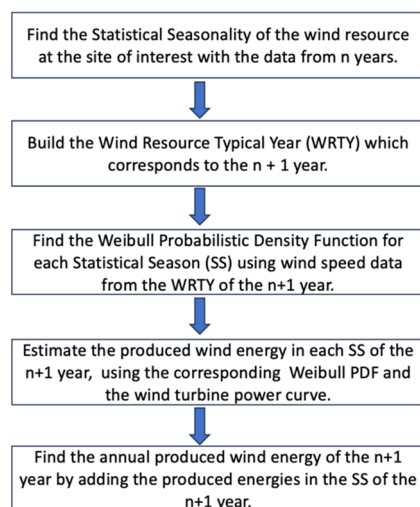 Find the Statistical Seasonality of the wind resource
at the site of interest with the data from n years.
Build the Wind Resource Typical Year (WRTY) which
corresponds to the n + 1 year.
Find the Weibull Probabilistic Density Function for
each Statistical Season (SS) using wind speed data
from the WRTY of the n+1 year.
Estimate the produced wind energy in each SS of the
n+1 year, using the corresponding Weibull PDF and
the wind turbine power curve.
Find the annual produced wind energy of the n+1
year by adding the produced energies in the SS of the
n+1 year.